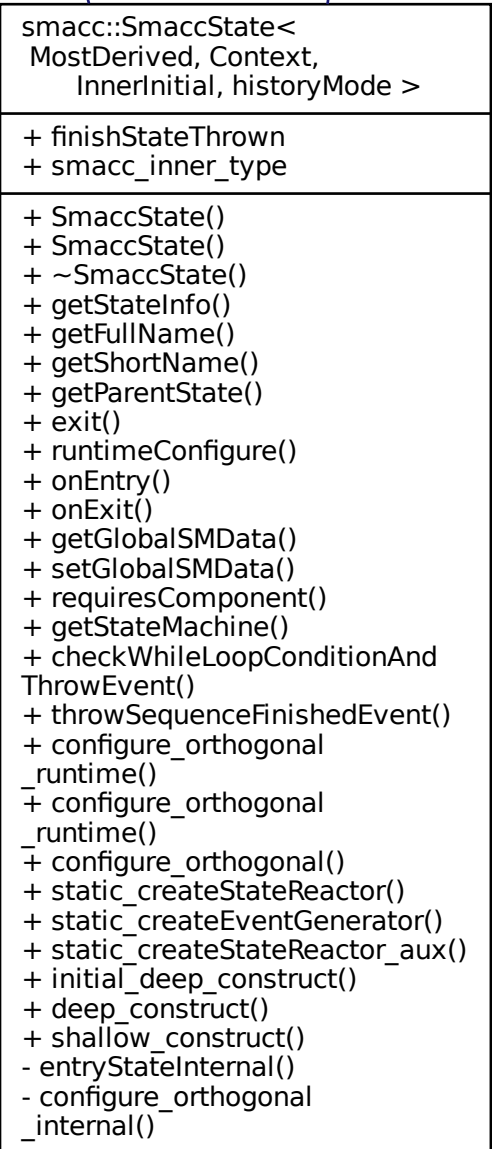 smacc::SmaccState<
MostDerived, Context,
InnerInitial, historyMode >
+ finishStateThrown
+ smacc_inner_type
+ SmaccState()
+ SmaccState()
+ ~SmaccState()
+ getStateInfo()
+ getFullName()
+ getShortName()
+ getParentState()
+ exit()
+ runtimeConfigure()
+ onEntry()
+ onExit()
+ getGlobalSMData()
+ setGlobalSMData()
+ requiresComponent()
+ getStateMachine()
+ checkWhileLoopConditionAnd
ThrowEvent()
+ throwSequenceFinishedEvent()
+ configure_orthogonal
_runtime()
+ configure_orthogonal
_runtime()
+ configure_orthogonal()
+ static_createStateReactor()
+ static_createEventGenerator()
+ static_createStateReactor_aux()
+ initial_deep_construct()
+ deep_construct()
+ shallow_construct()
- entryStateInternal()
- configure_orthogonal
_internal()